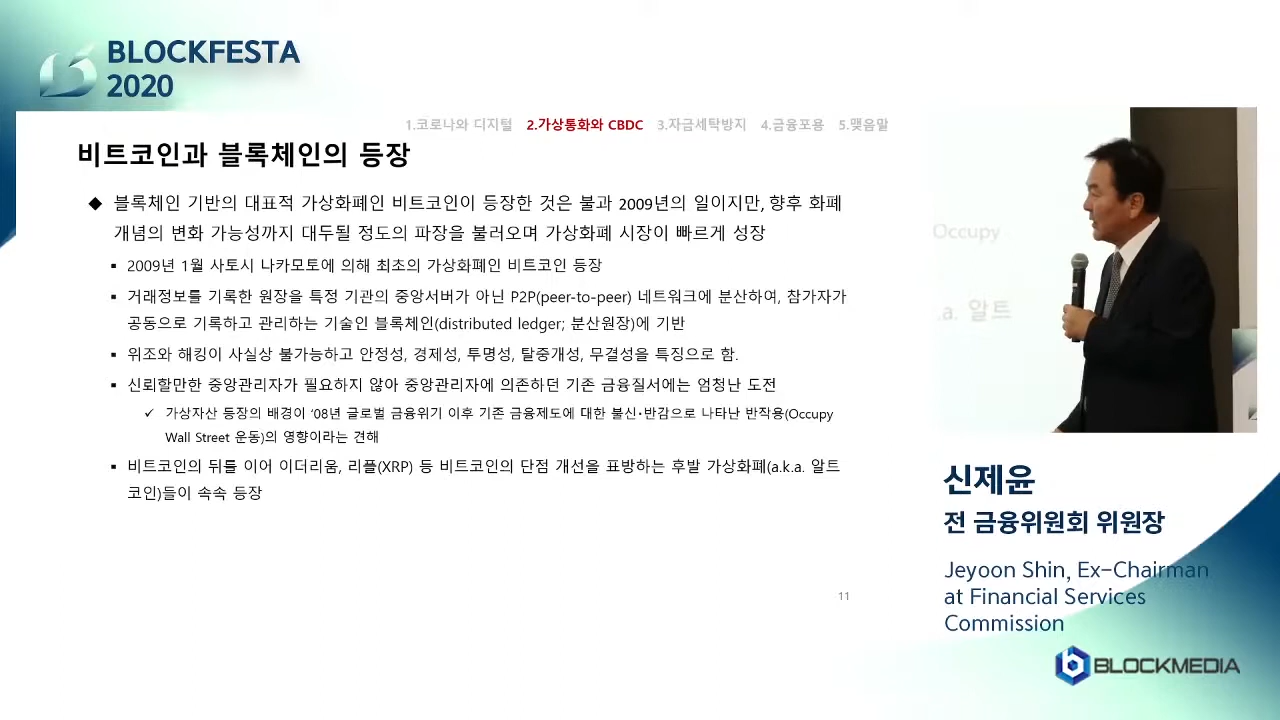 BLOCKFESTA
2020
1.코로나와 디지털 2.가상통화와 CBDC 3.자금세탁방지 4.금융포용 5.맺음말
비트코인과 블록체인의 등장
◆ 블록체인 기반의 대표적 가상화폐인 비트코인이 등장한 것은 불과 2009년의 일이지만, 향후 화폐
개념의 변화 가능성까지 대두될 정도의 파장을 불러오며 가상화폐 시장이 빠르게 성장
▪ 2009년 1월 사토시 나카모토에 의해 최초의 가상화폐인 비트코인 등장
▪ 거래정보를 기록한 원장을 특정 기관의 중앙서버가 아닌 P2P(peer-to-peer) 네트워크에 분산하여, 참가자가
공동으로 기록하고 관리하는 기술인 블록체인(distributed ledger; 분산원장)에 기반
▪ 위조와 해킹이 사실상 불가능하고 안정성, 경제성, 투명성, 탈중개성, 무결성을 특징으로 함.
▪ 신뢰할만한 중앙관리자가 필요하지 않아 중앙관리자에 의존하던 기존 금융질서에는 엄청난 도전
✓ 가상자산 등장의 배경이 ‘08년 글로벌 금융위기 이후 기존 금융제도에 대한 불신·반감으로 나타난 반작용(Occupy
Wall Street 운동)의 영향이라는 견해
▪ 비트코인의 뒤를 이어 이더리움, 리플(XRP) 등 비트코인의 단점 개선을 표방하는 후발 가상화폐(a.k.a. 알트
코인)들이 속속 등장
11
Occupy
.a. 알트
신제윤
전 금융위원회 위원장
Jeyoon Shin, Ex-Chairman
at Financial Services
Commission
BLOCKMEDIA